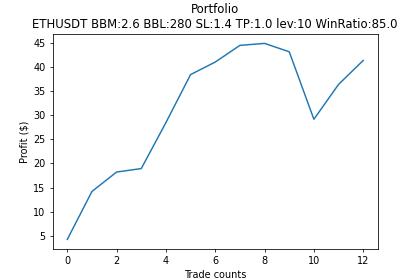 Portfolio
ETHUSDT BBM:2.6 BBL:280 SL:1.4 TP:1.0 lev:10 WinRatio:85.0
45
40
35
30
25
20
15
10
5
Profit ($)
0 2 4 6 8 10 12
Trade counts